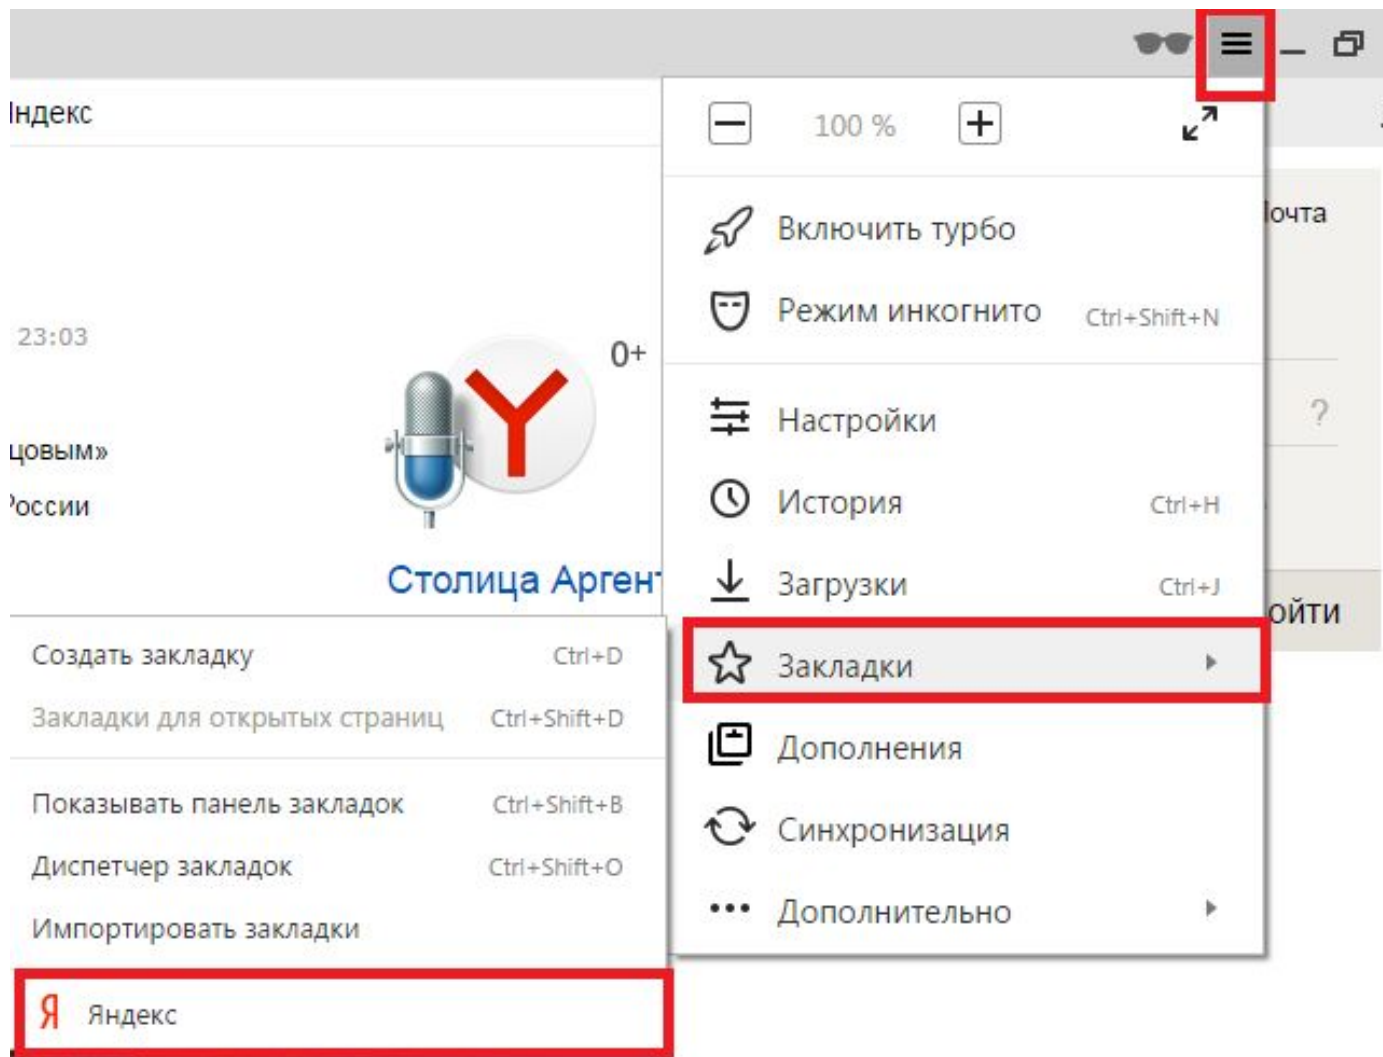 ндекс
100 %
Включить турбо
очта
Режим инкогнито Ctrl+Shift+N
23:03
0+
Настройки
?
цовым»
История Ctrl+H
оссии
Столица Арген
Загрузки Ctrl+J
ойти
Закладки
Дополнения
Синхронизация
Дополнительно
Создать закладку Ctrl+D
Закладки для открытых страниц Ctrl+Shift+D
Показывать панель закладок Ctrl+Shift+B
Диспетчер закладок Ctrl+Shift+O
Импортировать закладки
Я Яндекс